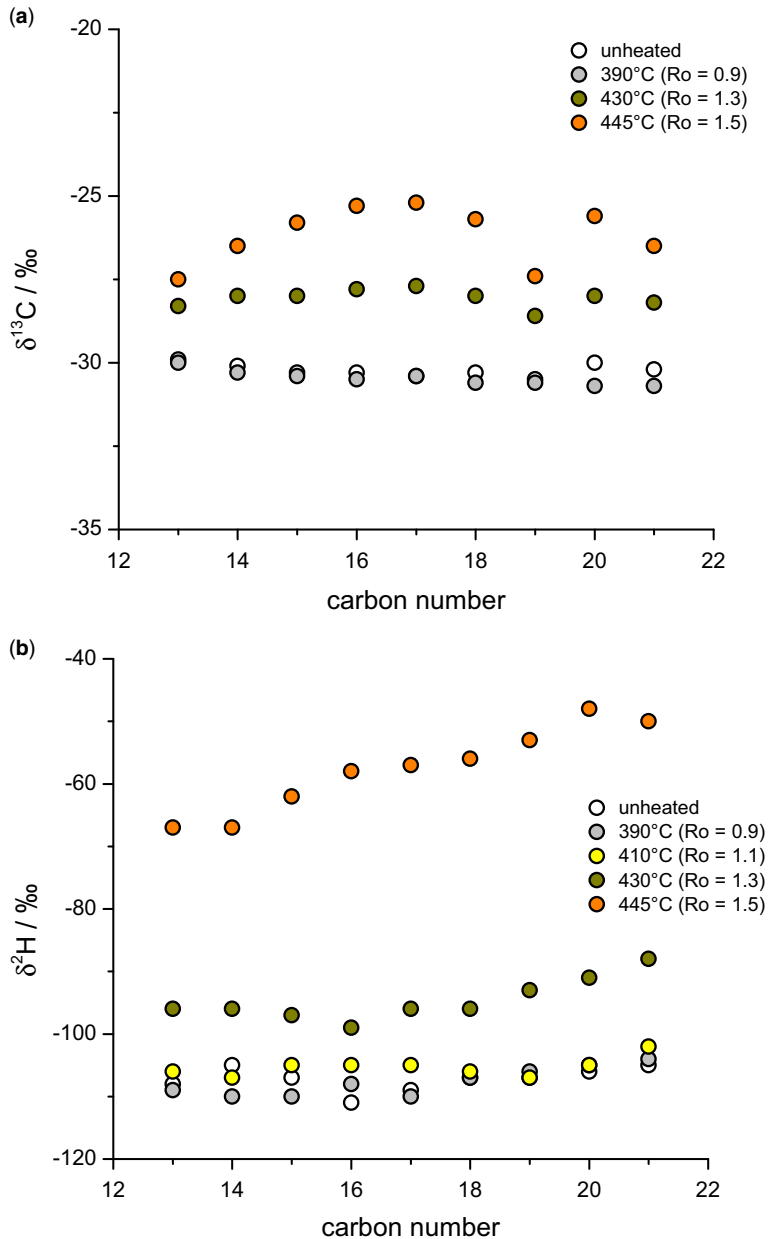 (a)
-20
-25
-30
-35
δ¹³C / ‰
unheated
390°C (Ro = 0.9)
430°C (Ro = 1.3)
445°C (Ro = 1.5)
12 14 16 18 20 22
carbon number
(b)
-40
-60
-80
-100
-120
δ²H / ‰
unheated
390°C (Ro = 0.9)
410°C (Ro = 1.1)
430°C (Ro = 1.3)
445°C (Ro = 1.5)
12 14 16 18 20 22
carbon number